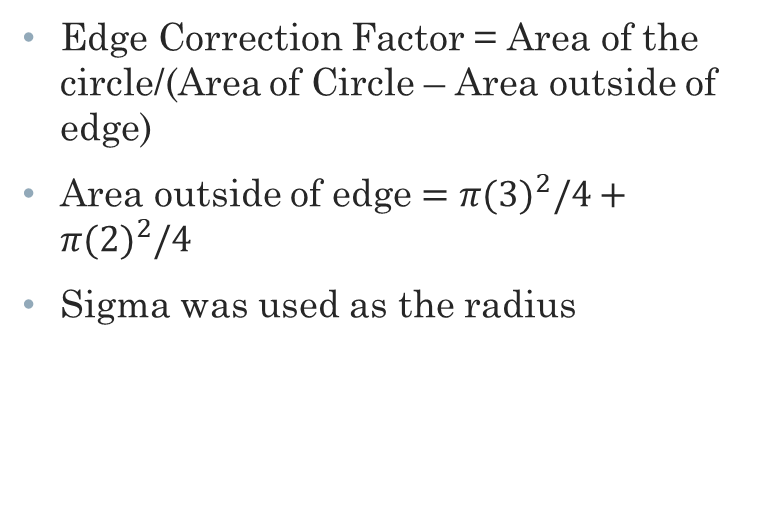 • Edge Correction Factor = Area of the
circle/(Area of Circle – Area outside of
edge)
• Area outside of edge = 𝜋(3)²/4 +
𝜋(2)²/4
• Sigma was used as the radius